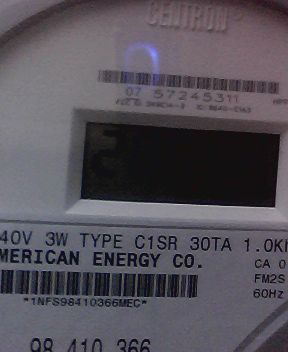 CENTRON®
07 57245311
40V 3W TYPE C1SR 30TA 1.0K
MERICAN ENERGY CO.
CA 0
FM2S
*1NFS98410366MEC*
60Hz
98 410 366